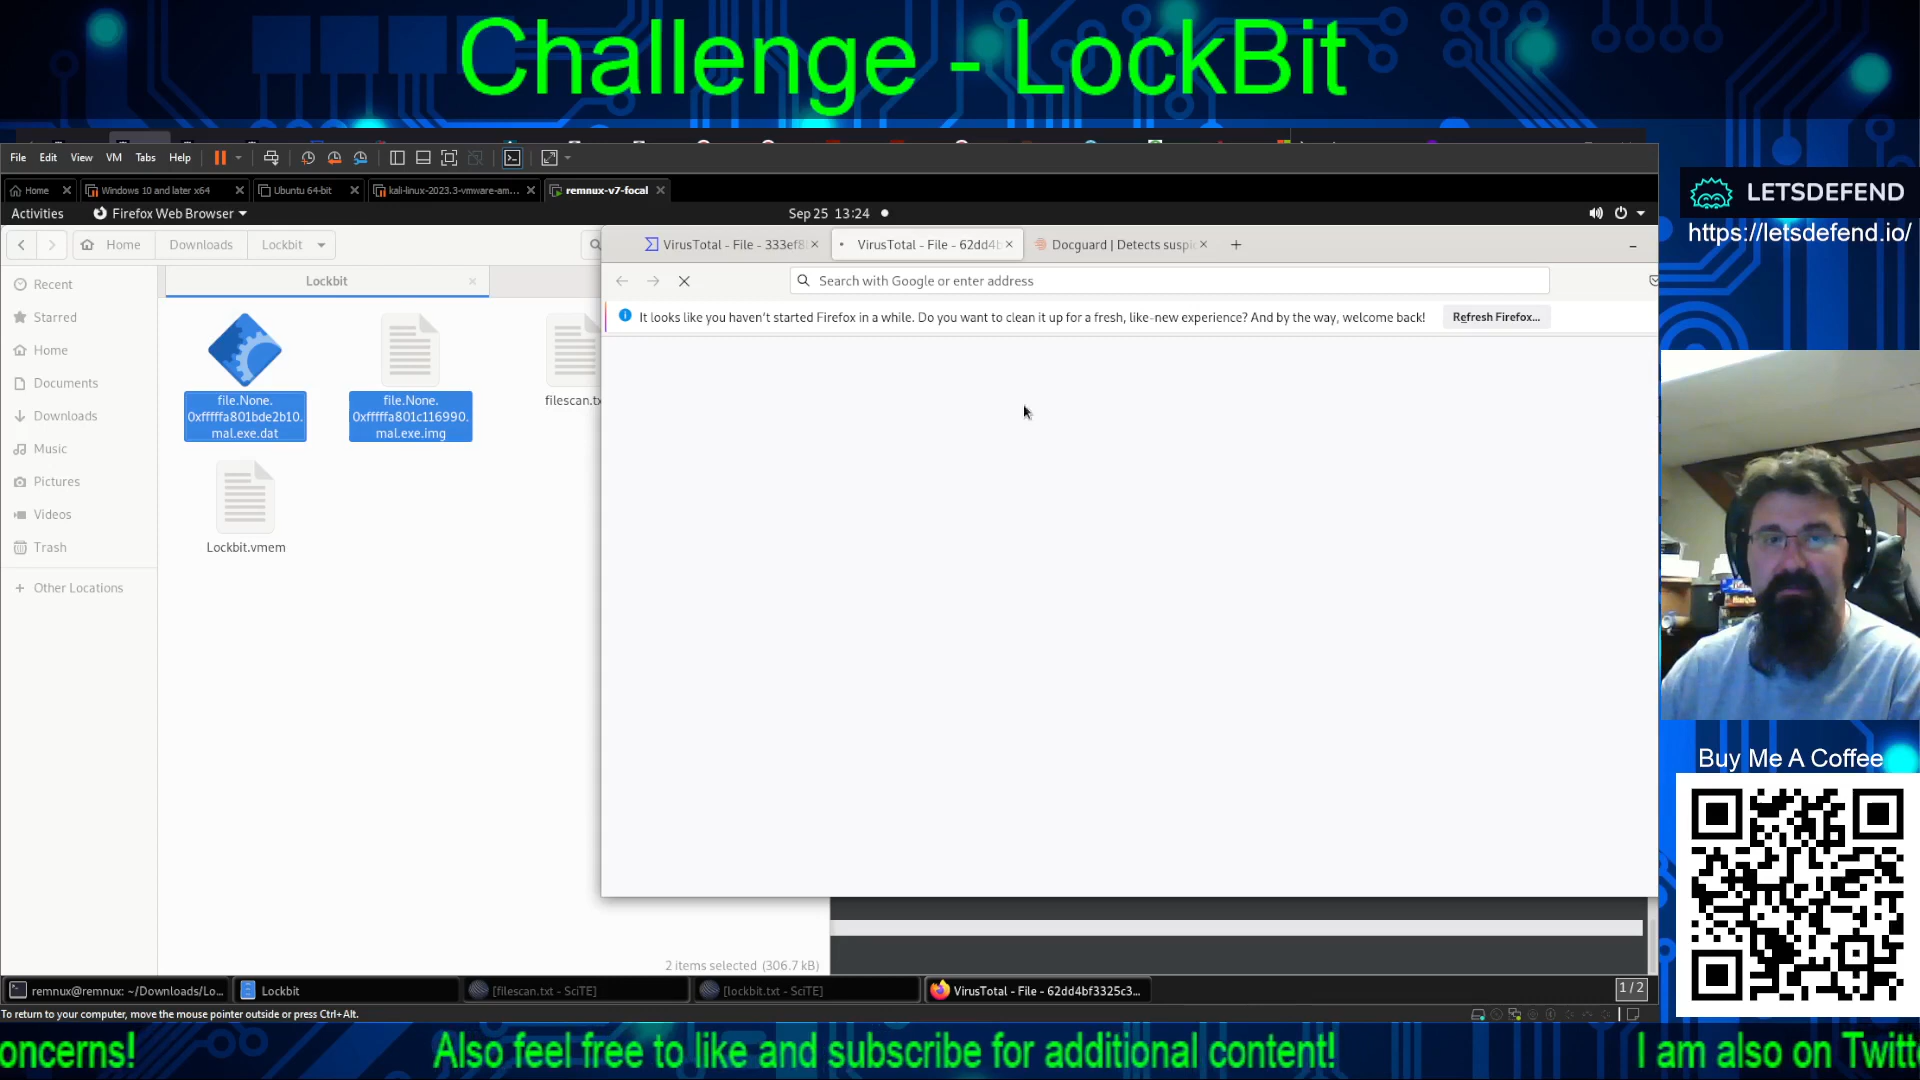 Challenge - LockBit
File Edit View VM Tabs Help
Home Windows 10 and later x64 Ubuntu 64-bit kali-linux-2023.3-vmware-am... remnux-v7-focal
Activities Firefox Web Browser Sep 25 13:24
LETSDEFEND
https://letsdefend.io/
Home Downloads Lockbit
VirusTotal - File - 333ef8 VirusTotal - File - 62dd4b Docguard | Detects suspic
Search with Google or enter address
Lockbit
It looks like you haven't started Firefox in a while. Do you want to clean it up for a fresh, like-new experience? And by the way, welcome back! Refresh Firefox...
Recent
Starred
Home
Documents
Downloads
Music
Pictures
Videos
Trash
+ Other Locations
file.None.
0xfffffa801bde2b10.
mal.exe.dat
file.None.
0xfffffa801c116990.
mal.exe.img
filescan.tx
Lockbit.vmem
2 items selected (306.7 kB)
Buy Me A Coffee
remnux@remnux: ~/Downloads/Lo... Lockbit [filescan.txt - SciTE] [lockbit.txt - SciTE] VirusTotal - File - 62dd4bf3325c3... 1/2
To return to your computer, move the mouse pointer outside or press Ctrl+Alt.
oncerns! Also feel free to like and subscribe for additional content! I am also on Twitt